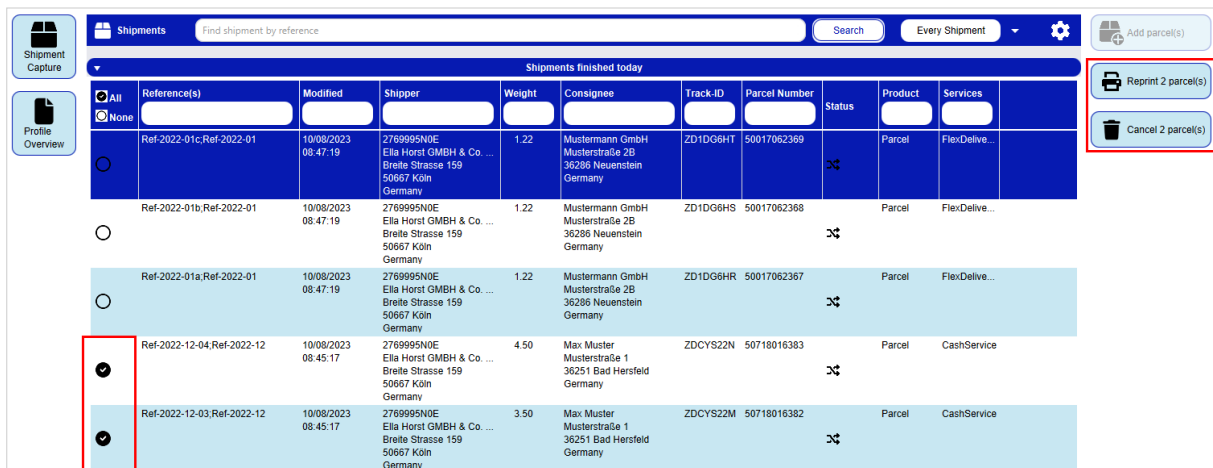 Shipment
Capture
Profile
Overview
Shipments
Find shipment by reference
Search
Every Shipment
Add parcel(s)
Reprint 2 parcel(s)
Cancel 2 parcel(s)
Shipments finished today
All
None
Reference(s) Modified Shipper Weight Consignee Track-ID Parcel Number Status Product Services
Ref-2022-01c;Ref-2022-01 10/08/2023 2769995N0E 1.22 Mustermann GmbH ZD1DG6HT 50017062369 Parcel FlexDelive...
08:47:19 Ella Horst GMBH & Co. ... Musterstraße 2B
Breite Strasse 159 36286 Neuenstein
50667 Köln Germany
Germany
Ref-2022-01b;Ref-2022-01 10/08/2023 2769995N0E 1.22 Mustermann GmbH ZD1DG6HS 50017062368 Parcel FlexDelive...
08:47:19 Ella Horst GMBH & Co. ... Musterstraße 2B
Breite Strasse 159 36286 Neuenstein
50667 Köln Germany
Germany
Ref-2022-01a;Ref-2022-01 10/08/2023 2769995N0E 1.22 Mustermann GmbH ZD1DG6HR 50017062367 Parcel FlexDelive...
08:47:19 Ella Horst GMBH & Co. ... Musterstraße 2B
Breite Strasse 159 36286 Neuenstein
50667 Köln Germany
Germany
Ref-2022-12-04;Ref-2022-12 10/08/2023 2769995N0E 4.50 Max Muster ZDCYS22N 50718016383 Parcel CashService
08:45:17 Ella Horst GMBH & Co. ... Musterstraße 1
Breite Strasse 159 36251 Bad Hersfeld
50667 Köln Germany
Germany
Ref-2022-12-03;Ref-2022-12 10/08/2023 2769995N0E 3.50 Max Muster ZDCYS22M 50718016382 Parcel CashService
08:45:17 Ella Horst GMBH & Co. ... Musterstraße 1
Breite Strasse 159 36251 Bad Hersfeld
50667 Köln Germany
Germany